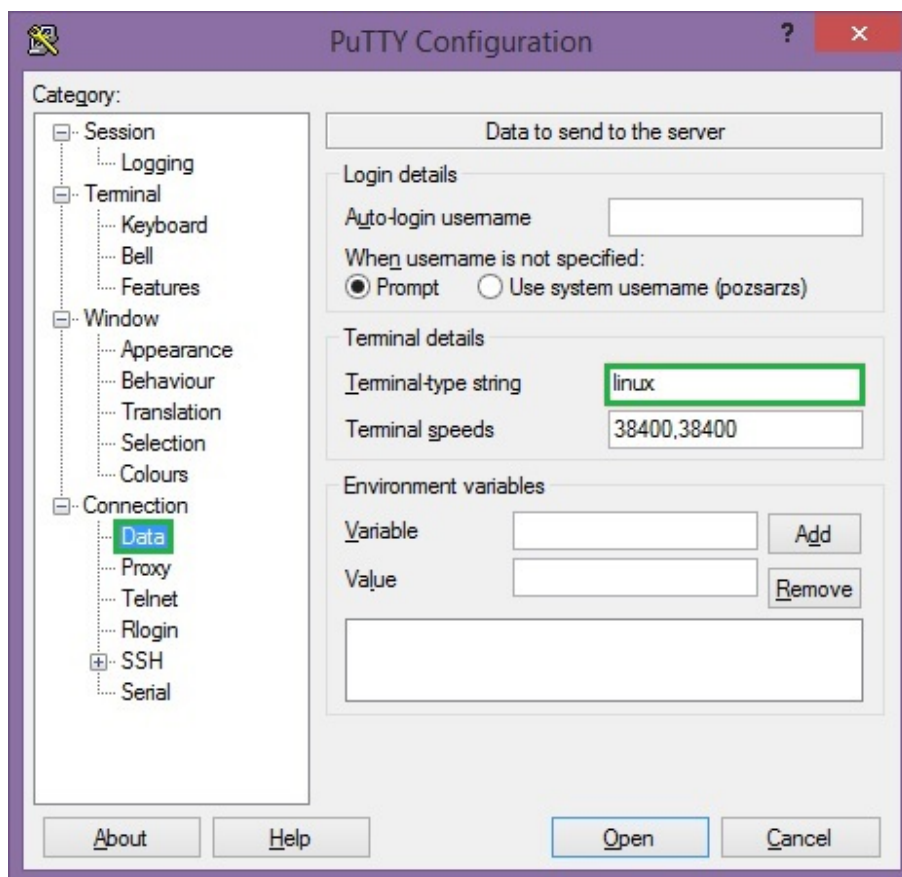 PuTTY Configuration
?
Category:
Session
Logging
Terminal
Keyboard
Bell
Features
Window
Appearance
Behaviour
Translation
Selection
Colours
Connection
Data
Proxy
Telnet
Rlogin
SSH
Serial
Data to send to the server
Login details
Auto-login username
When username is not specified:
Prompt Use system username (pozsarzs)
Terminal details
Terminal-type string linux
Terminal speeds 38400,38400
Environment variables
Variable Add
Value Remove
About Help Open Cancel